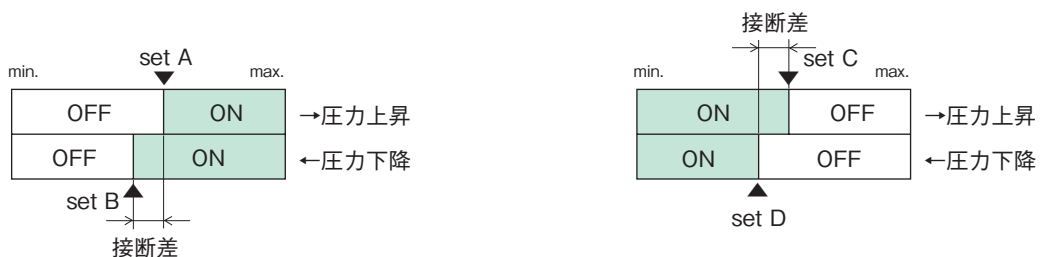 set A
min.
max.
OFF
ON
→圧力上昇
OFF
ON
←圧力下降
set B
接断差
接断差
set C
min.
max.
ON
OFF
→圧力上昇
ON
OFF
←圧力下降
set D